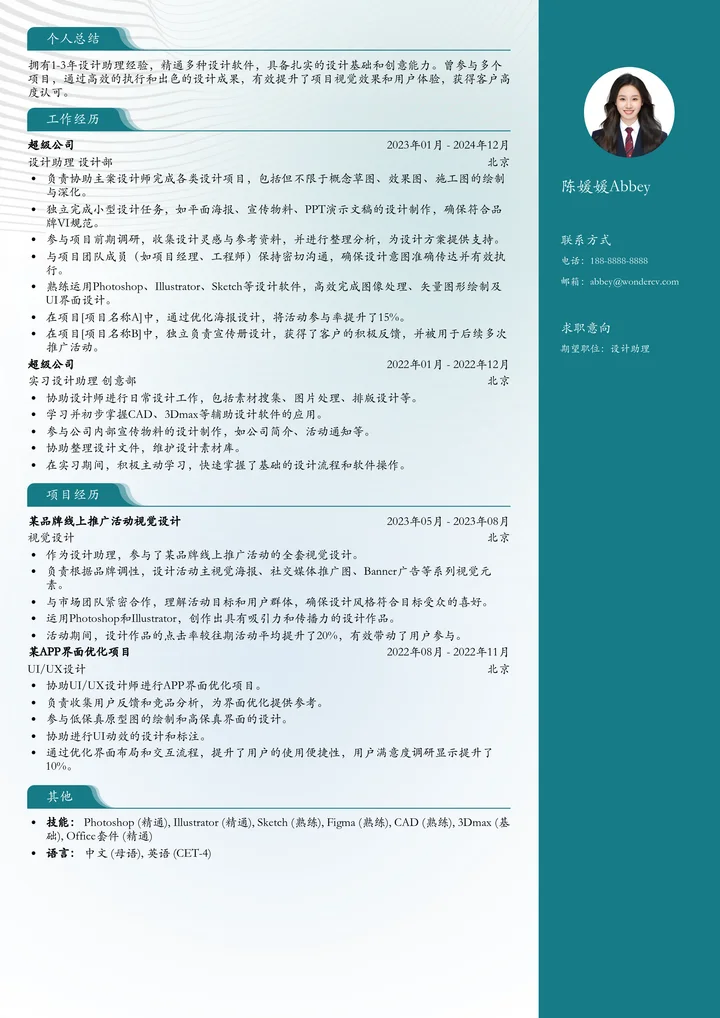 个人总结
拥有1-3年设计助理经验，精通多种设计软件，具备扎实的设计基础和创意能力。曾参与多个
项目，通过高效的执行和出色的设计成果，有效提升了项目视觉效果和用户体验，获得客户高
度认可。
工作经历
超级公司 2023年01月 - 2024年12月
设计助理 设计部 北京
• 负责协助主案设计师完成各类设计项目，包括但不限于概念草图、效果图、施工图的绘制
与深化。
• 独立完成小型设计任务，如平面海报、宣传物料、PPT演示文稿的设计制作，确保符合品
牌VI规范。
• 参与项目前期调研，收集设计灵感与参考资料，并进行整理分析，为设计方案提供支持。
• 与项目团队成员（如项目经理、工程师）保持密切沟通，确保设计意图准确传达并有效执
行。
• 熟练运用Photoshop、Illustrator、Sketch等设计软件，高效完成图像处理、矢量图形绘制及
UI界面设计。
• 在项目[项目名称A]中，通过优化海报设计，将活动参与率提升了15%。
• 在项目[项目名称B]中，独立负责宣传册设计，获得了客户的积极反馈，并被用于后续多次
推广活动。
超级公司 2022年01月 - 2022年12月
实习设计助理 创意部 北京
• 协助设计师进行日常设计工作，包括素材搜集、图片处理、排版设计等。
• 学习并初步掌握CAD、3Dmax等辅助设计软件的应用。
• 参与公司内部宣传物料的设计制作，如公司简介、活动通知等。
• 协助整理设计文件，维护设计素材库。
• 在实习期间，积极主动学习，快速掌握了基础的设计流程和软件操作。
项目经历
某品牌线上推广活动视觉设计 2023年05月 - 2023年08月
视觉设计 北京
• 作为设计助理，参与了某品牌线上推广活动的全套视觉设计。
• 负责根据品牌调性，设计活动主视觉海报、社交媒体推广图、Banner广告等系列视觉元
素。
• 与市场团队紧密合作，理解活动目标和用户群体，确保设计风格符合目标受众的喜好。
• 运用Photoshop和Illustrator，创作出具有吸引力和传播力的设计作品。
• 活动期间，设计作品的点击率较往期活动平均提升了20%，有效带动了用户参与。
某APP界面优化项目 2022年08月 - 2022年11月
UI/UX设计 北京
• 协助UI/UX设计师进行APP界面优化项目。
• 负责收集用户反馈和竞品分析，为界面优化提供参考。
• 参与低保真原型图的绘制和高保真界面的设计。
• 协助进行UI动效的设计和标注。
• 通过优化界面布局和交互流程，提升了用户的使用便捷性，用户满意度调研显示提升了
10%。
其他
• 技能： Photoshop (精通), Illustrator (精通), Sketch (熟练), Figma (熟练), CAD (熟练), 3Dmax (基
础), Office套件 (精通)
• 语言： 中文 (母语), 英语 (CET-4)
陈媛媛Abbey
联系方式
电话：188-8888-8888
邮箱：abbey@wondercv.com
求职意向
期望职位：设计助理